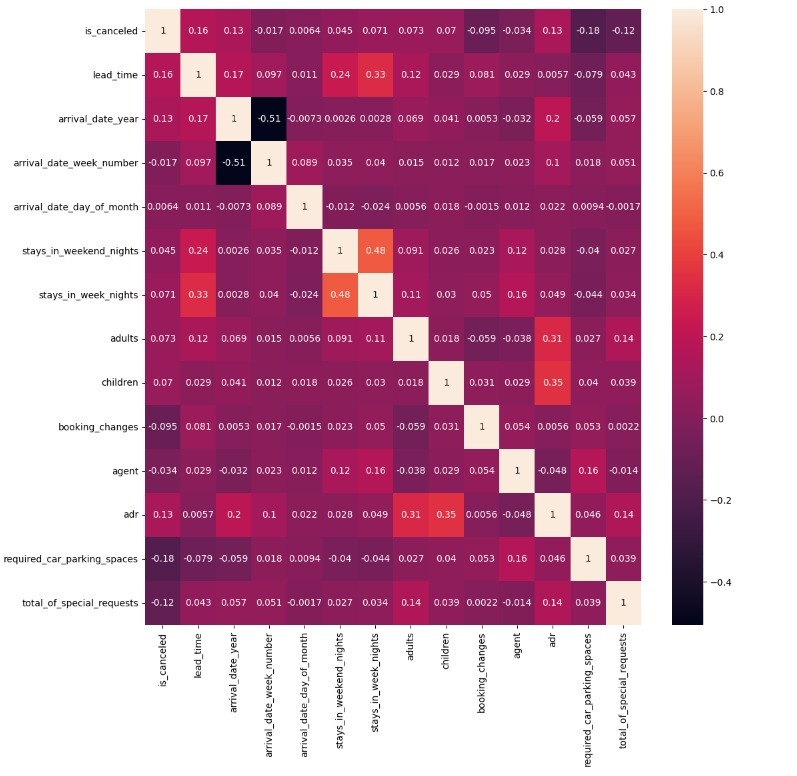 is_canceled 1 0.16 0.13 -0.017 0.0064 0.045 0.071 0.073 0.07 -0.095 -0.034 0.13 -0.18 -0.12
lead_time 0.16 1 0.17 0.097 0.011 0.24 0.33 0.12 0.029 0.081 0.029 0.0057 -0.079 0.043
arrival_date_year 0.13 0.17 1 -0.51 -0.0073 0.0026 0.0028 0.069 0.041 0.0053 -0.032 0.2 -0.059 0.057
arrival_date_week_number -0.017 0.097 -0.51 1 0.089 0.035 0.04 0.015 0.012 0.017 0.023 0.1 0.018 0.051
arrival_date_day_of_month 0.0064 0.011 -0.0073 0.089 1 -0.012 -0.024 0.0056 0.018 -0.0015 0.012 0.022 0.0094 -0.0017
stays_in_weekend_nights 0.045 0.24 0.0026 0.035 -0.012 1 0.48 0.091 0.026 0.023 0.12 0.028 -0.04 0.027
stays_in_week_nights 0.071 0.33 0.0028 0.04 -0.024 0.48 1 0.11 0.03 0.05 0.16 0.049 -0.044 0.034
adults 0.073 0.12 0.069 0.015 0.0056 0.091 0.11 1 0.018 -0.059 -0.038 0.31 0.027 0.14
children 0.07 0.029 0.041 0.012 0.018 0.026 0.03 0.018 1 0.031 0.029 0.35 0.04 0.039
booking_changes -0.095 0.081 0.0053 0.017 -0.0015 0.023 0.05 -0.059 0.031 1 0.054 0.0056 0.053 0.0022
agent -0.034 0.029 -0.032 0.023 0.012 0.12 0.16 -0.038 0.029 0.054 1 -0.048 0.16 -0.014
adr 0.13 0.0057 0.2 0.1 0.022 0.028 0.049 0.31 0.35 0.0056 -0.048 1 0.046 0.14
required_car_parking_spaces -0.18 -0.079 -0.059 0.018 0.0094 -0.04 -0.044 0.027 0.04 0.053 0.16 0.046 1 0.039
total_of_special_requests -0.12 0.043 0.057 0.051 -0.0017 0.027 0.034 0.14 0.039 0.0022 -0.014 0.14 0.039 1
is_canceled
lead_time
arrival_date_year
arrival_date_week_number
arrival_date_day_of_month
stays_in_weekend_nights
stays_in_week_nights
adults
children
booking_changes
agent
adr
required_car_parking_spaces
total_of_special_requests
1.0
0.8
0.6
0.4
0.2
0.0
−0.2
−0.4